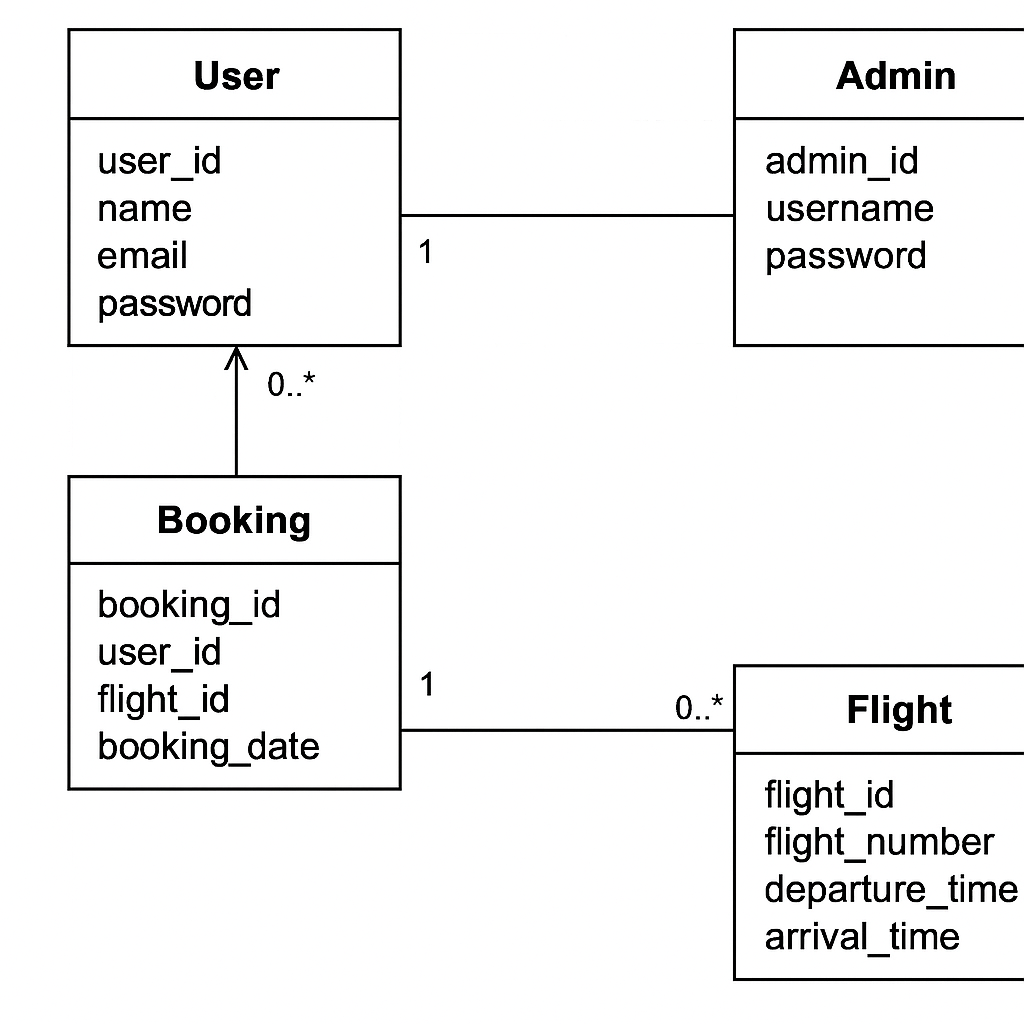 User
user_id
name
email
password
Admin
admin_id
username
password
1
0..*
Booking
booking_id
user_id
flight_id
booking_date
1
0..*
Flight
flight_id
flight_number
departure_time
arrival_time